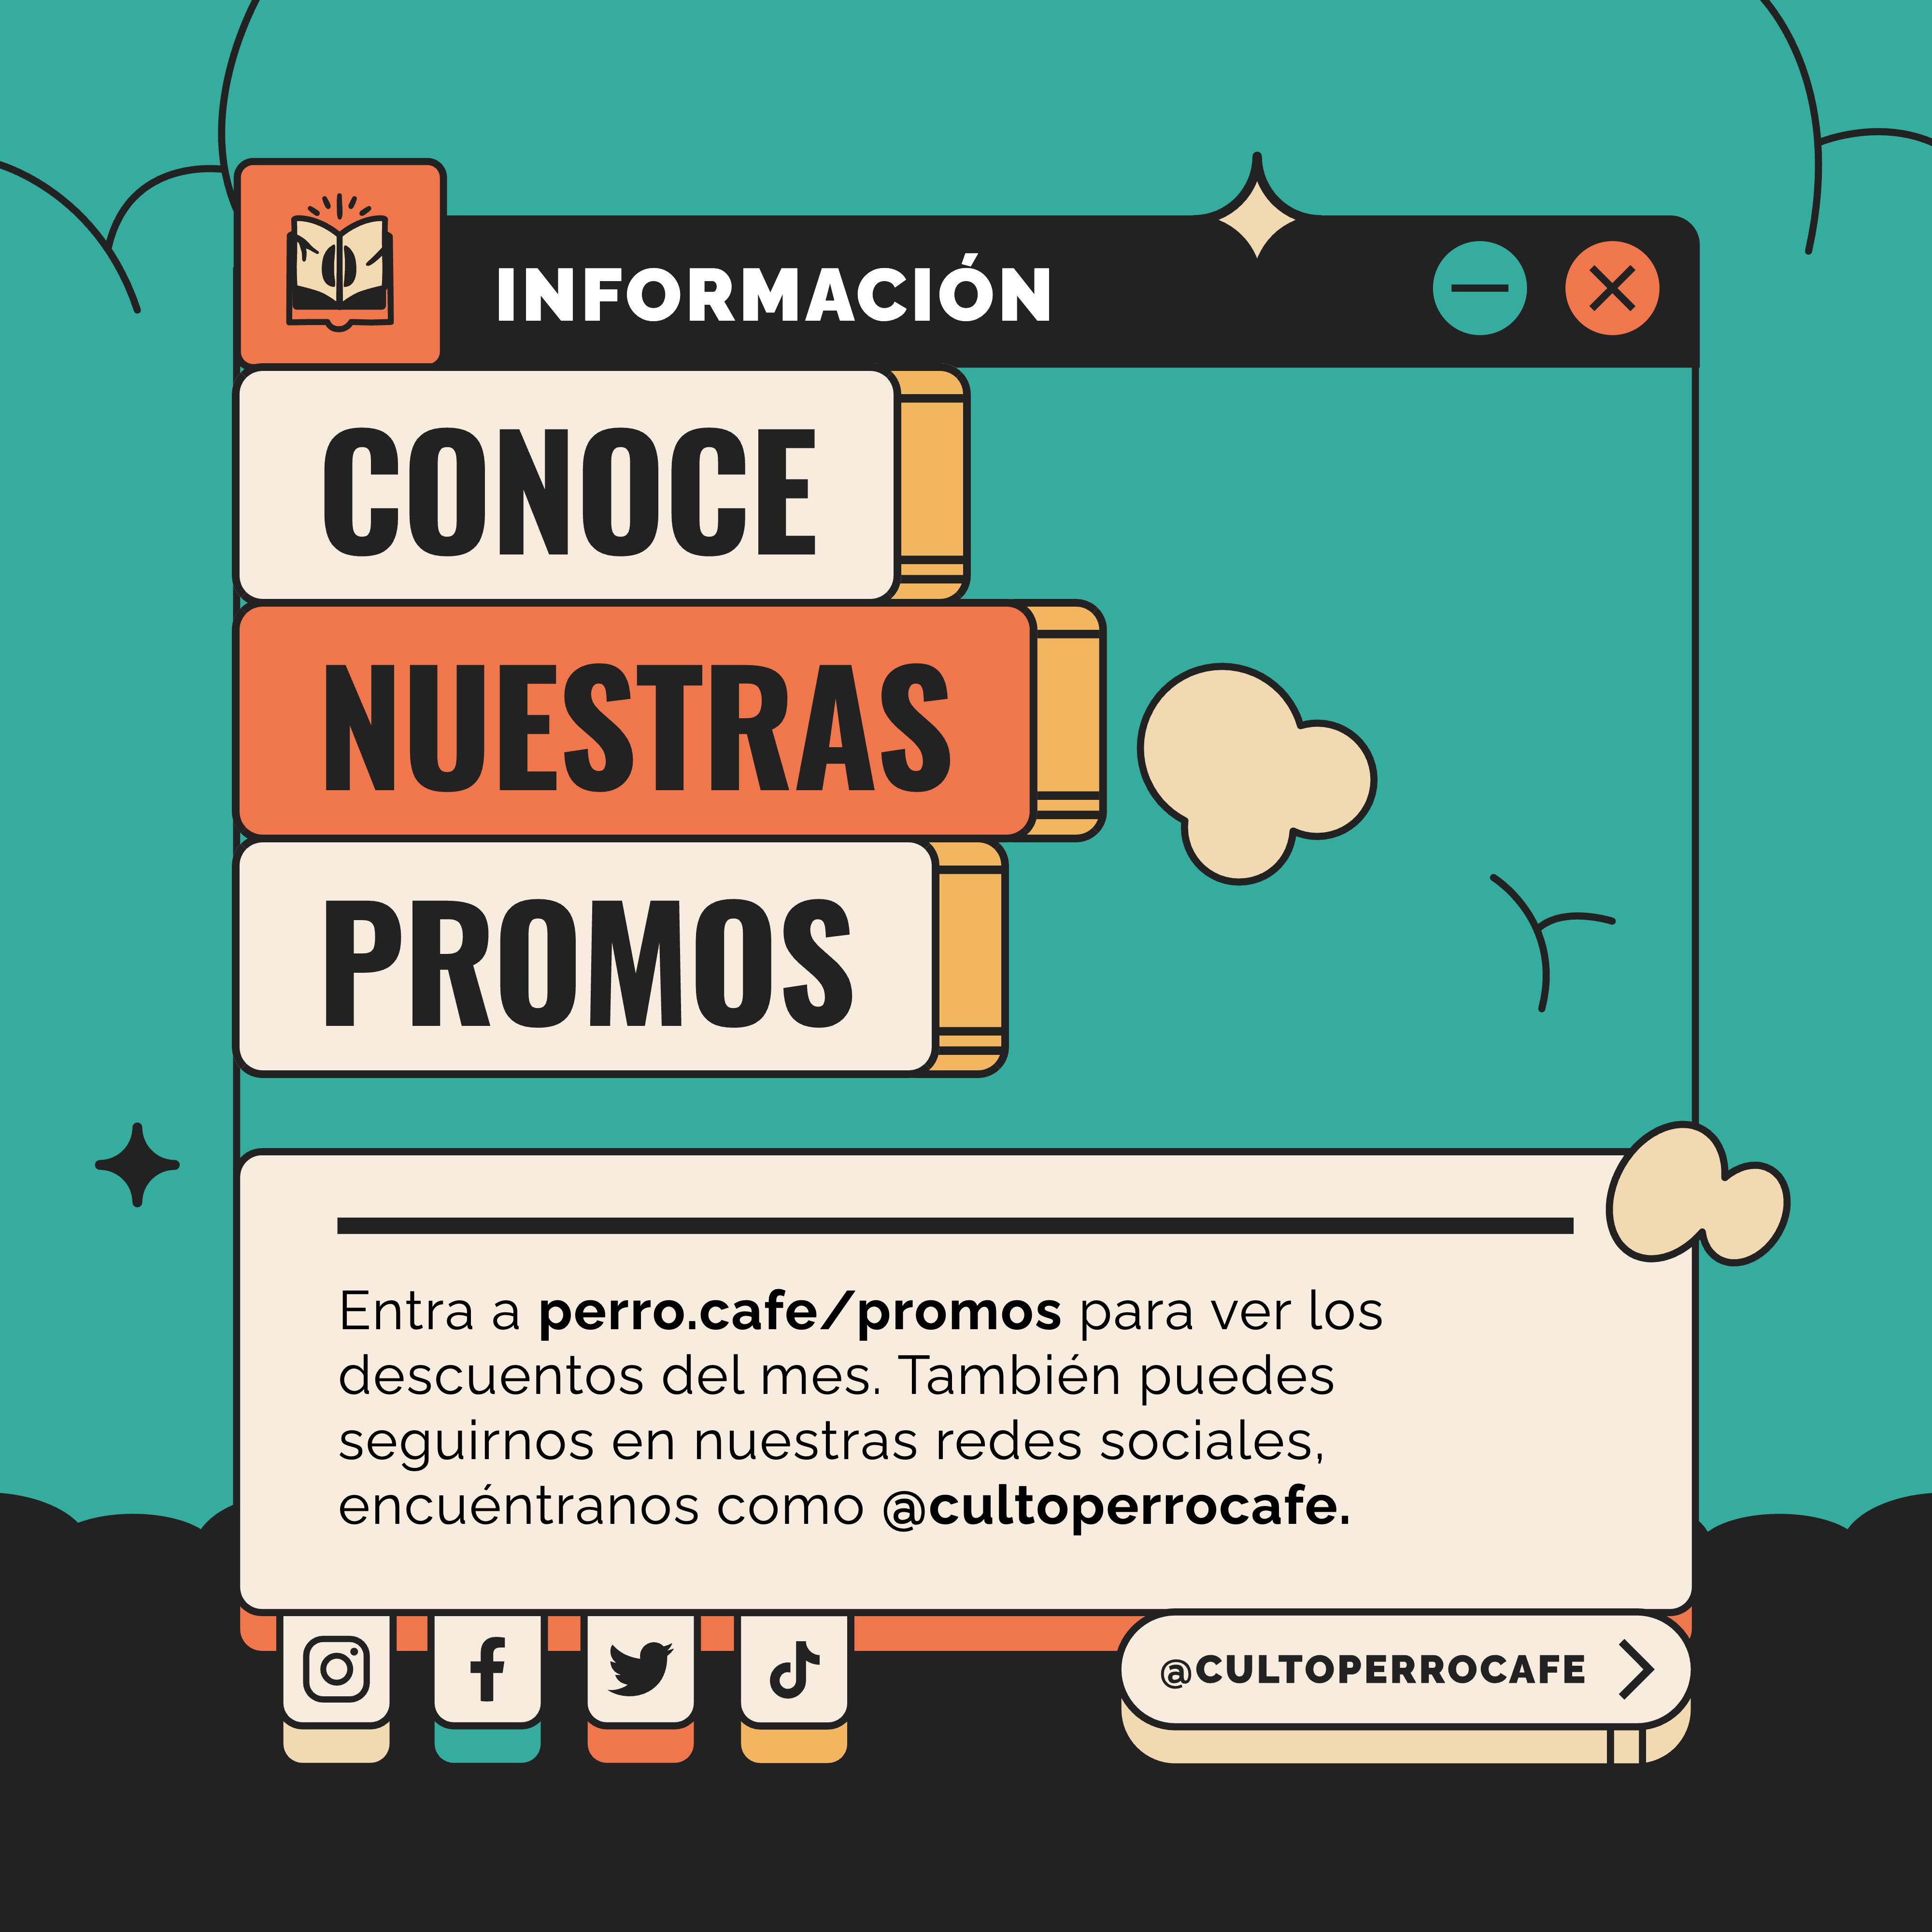 INFORMACIÓN
CONOCE
NUESTRAS
PROMOS
Entra a perro.cafe/promos para ver los
descuentos del mes. También puedes
seguirnos en nuestras redes sociales,
encuéntranos como @cultoperrocafe.
@CULTOPERROCAFE